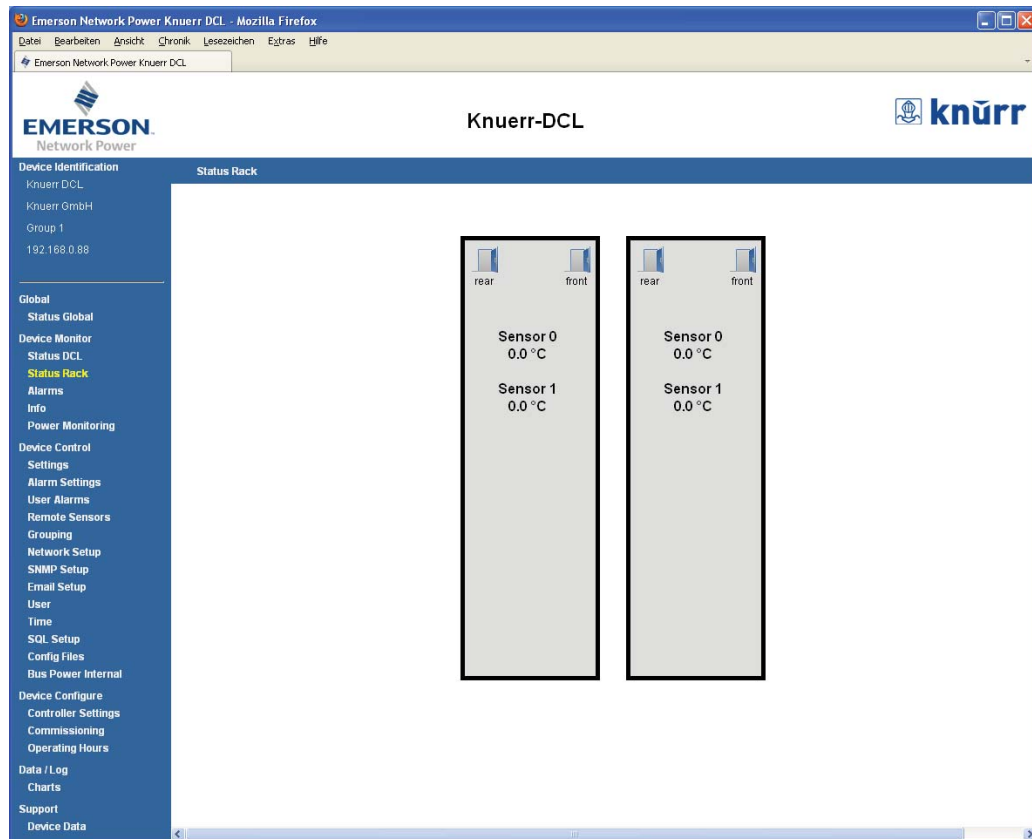 Emerson Network Power Knuerr DCL - Mozilla Firefox
Datei Bearbeiten Ansicht Chronik Lesezeichen Extras Hilfe
Emerson Network Power Knuerr DCL
EMERSON.
Network Power
Knuerr-DCL
knürr
Device Identification
Knuerr DCL
Knuerr GmbH
Group 1
192.168.0.88
Global
Status Global
Device Monitor
Status DCL
Status Rack
Alarms
Info
Power Monitoring
Device Control
Settings
Alarm Settings
User Alarms
Remote Sensors
Grouping
Network Setup
SNMP Setup
Email Setup
User
Time
SQL Setup
Config Files
Bus Power Internal
Device Configure
Controller Settings
Commissioning
Operating Hours
Data / Log
Charts
Support
Device Data
Status Rack
rear front
Sensor 0
0.0 °C
Sensor 1
0.0 °C
rear front
Sensor 0
0.0 °C
Sensor 1
0.0 °C